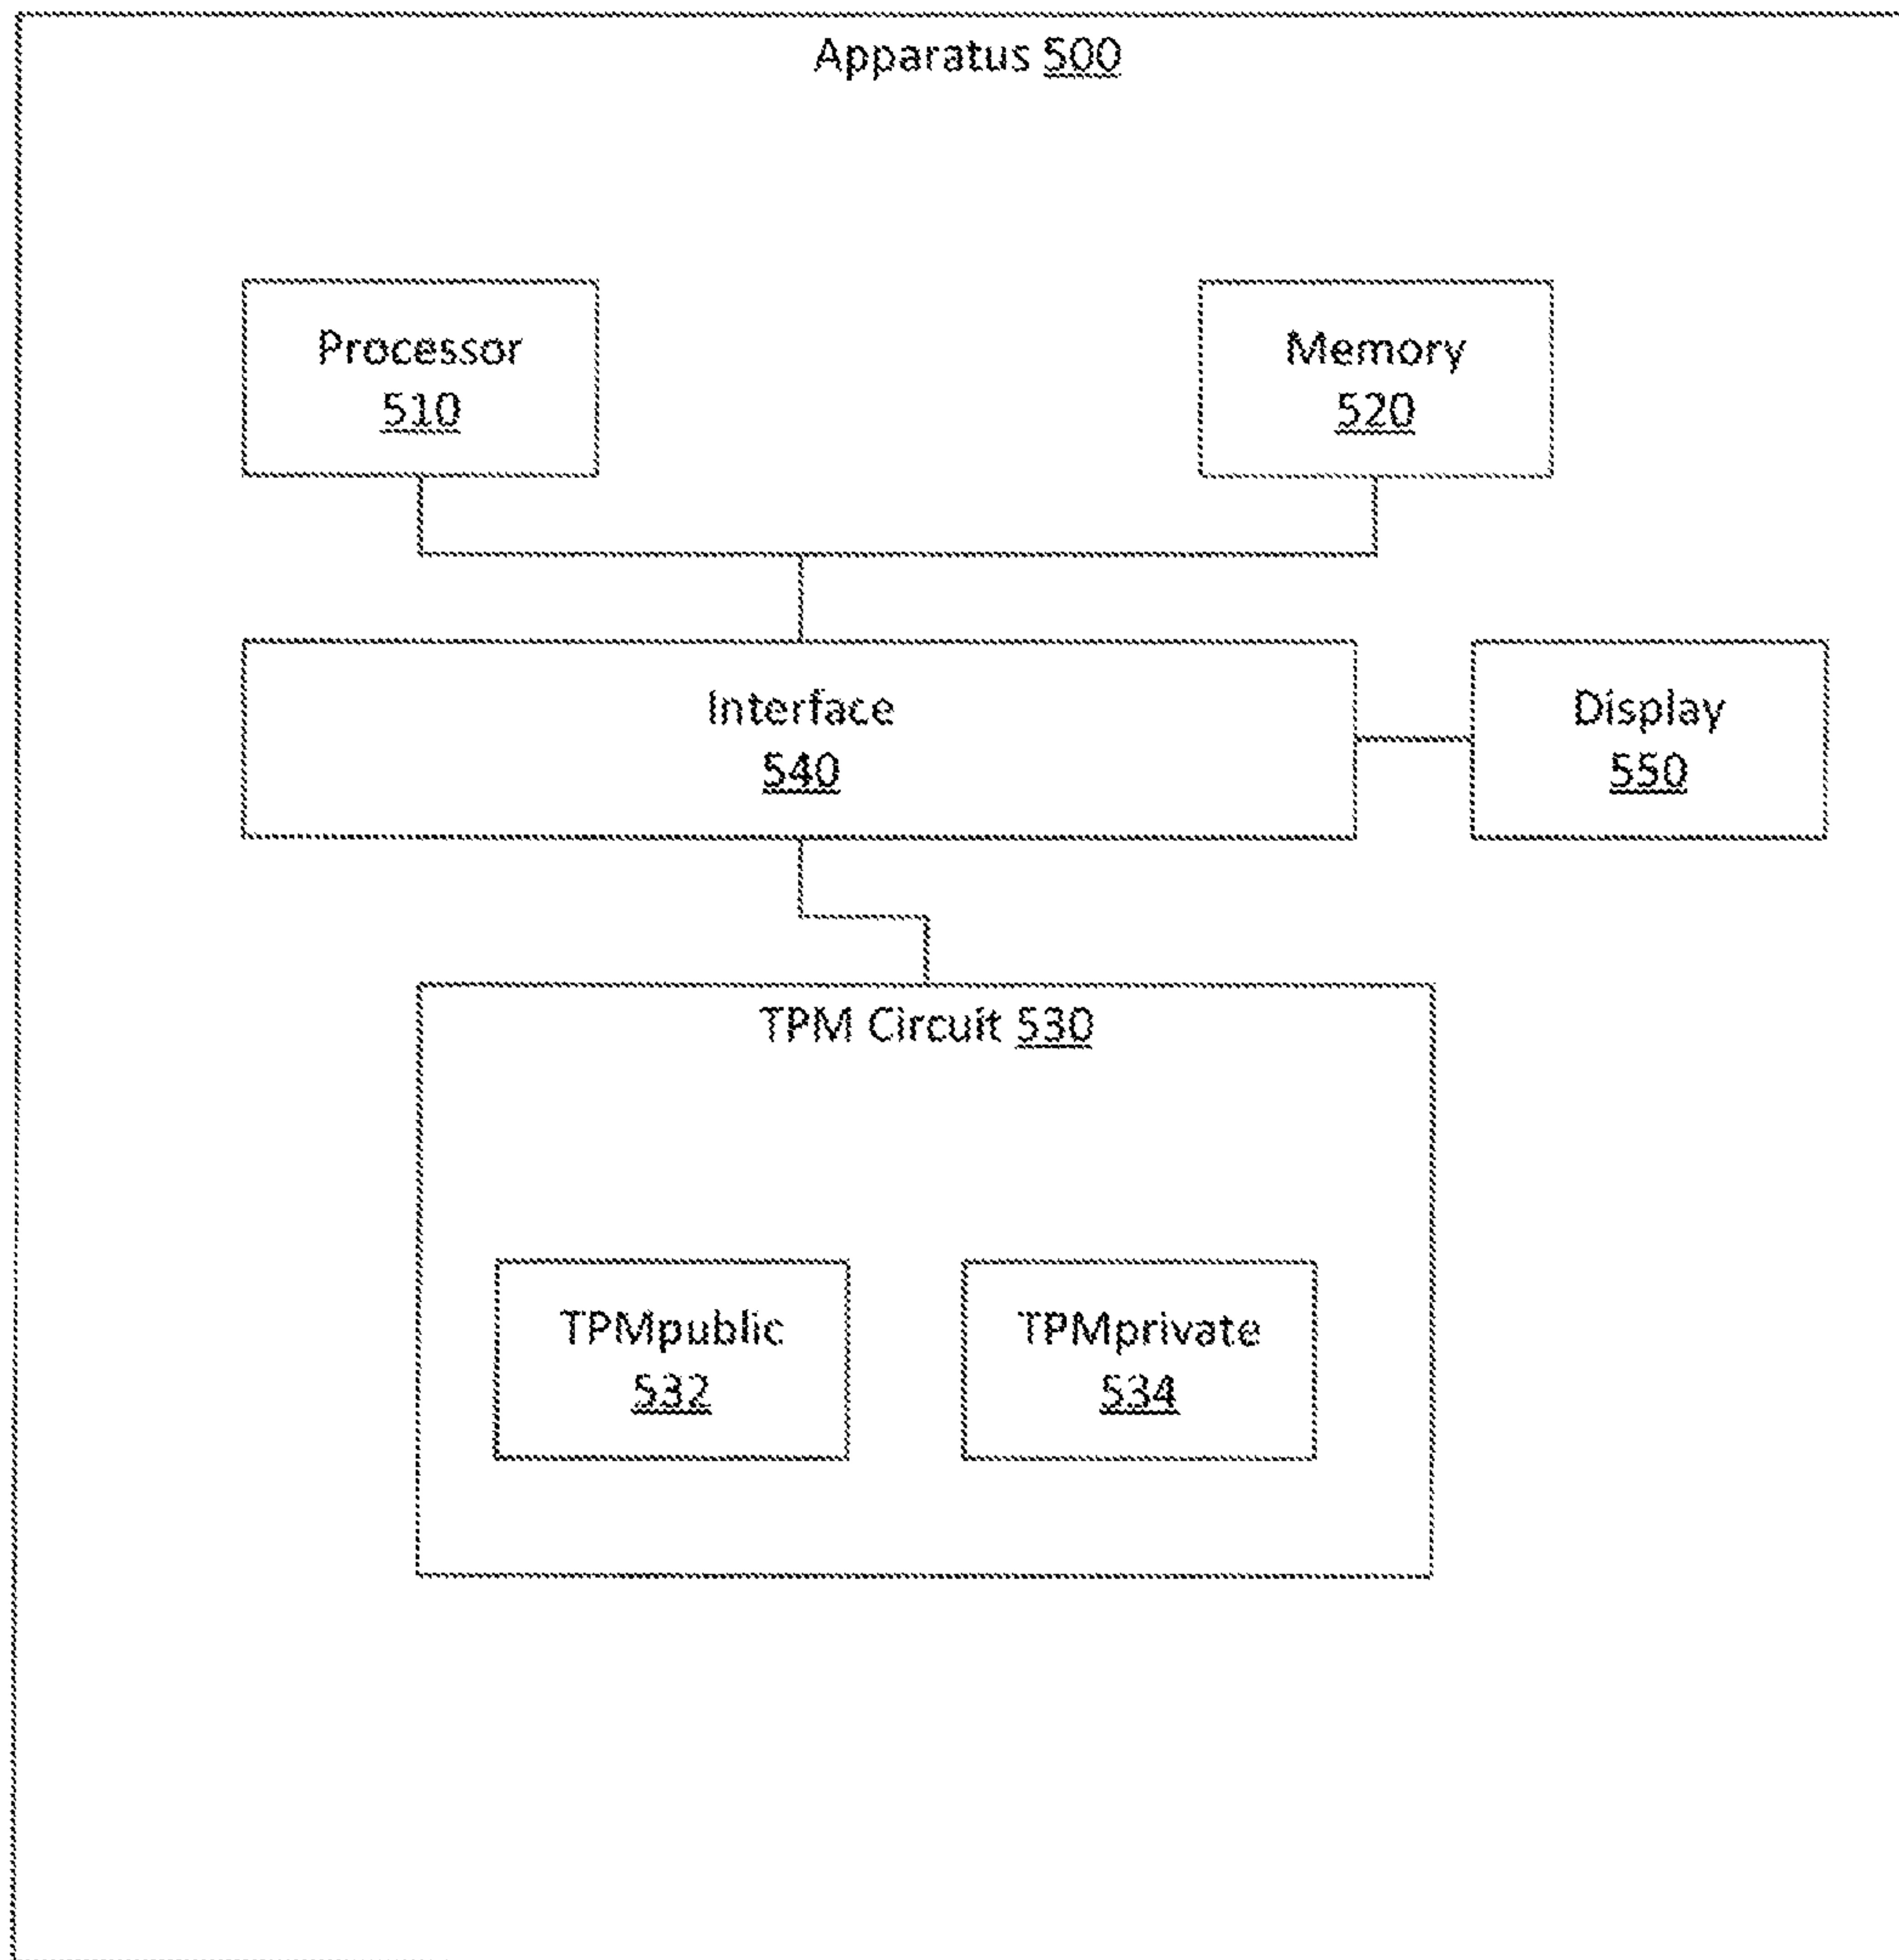 Apparatus 500
Processor
510
Memory
520
Interface
540
Display
550
TPM Circuit 530
TPMpublic
532
TPMprivate
534